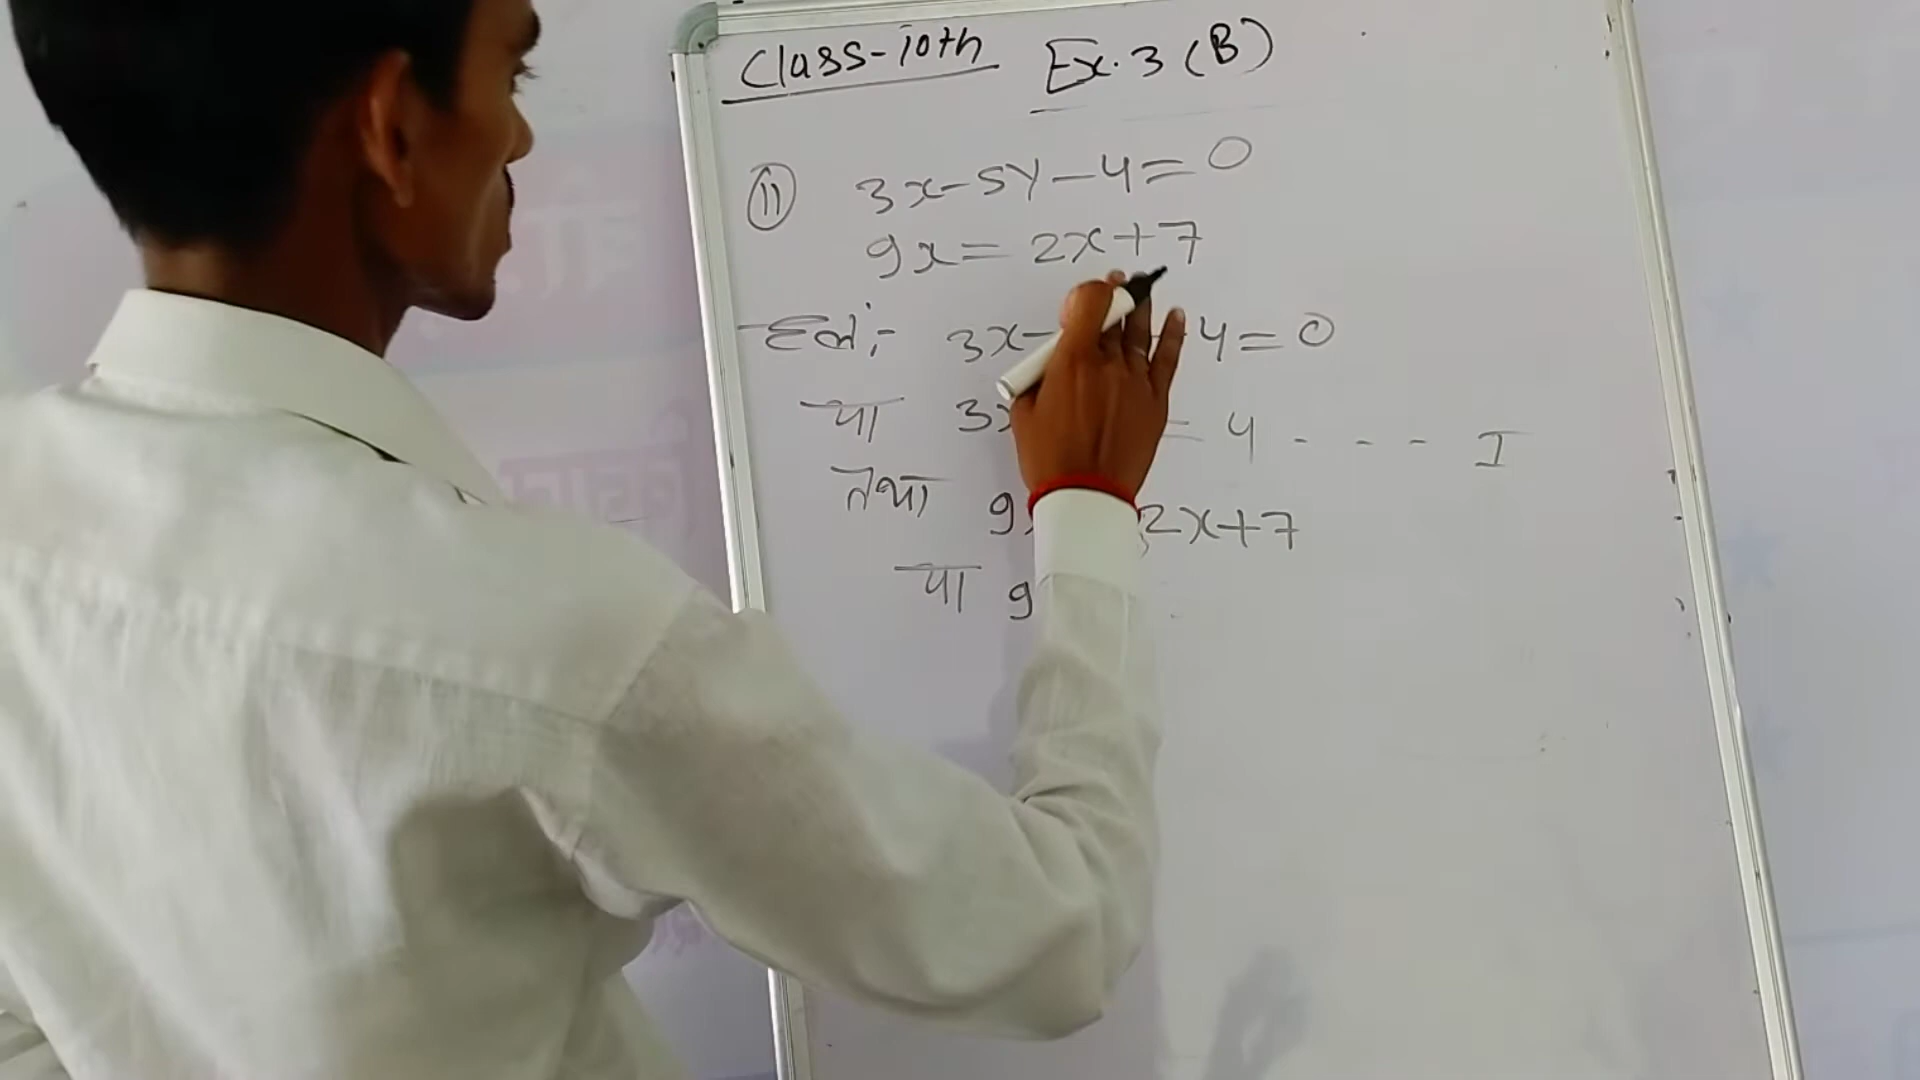 Class-10th Ex. 3 (B)
(11) 3x-5y-4=0
9x= 2x+7
हल:- 3x- -4=0
या 3x = 4 - - - I
तथा 9x 2x+7
या 9